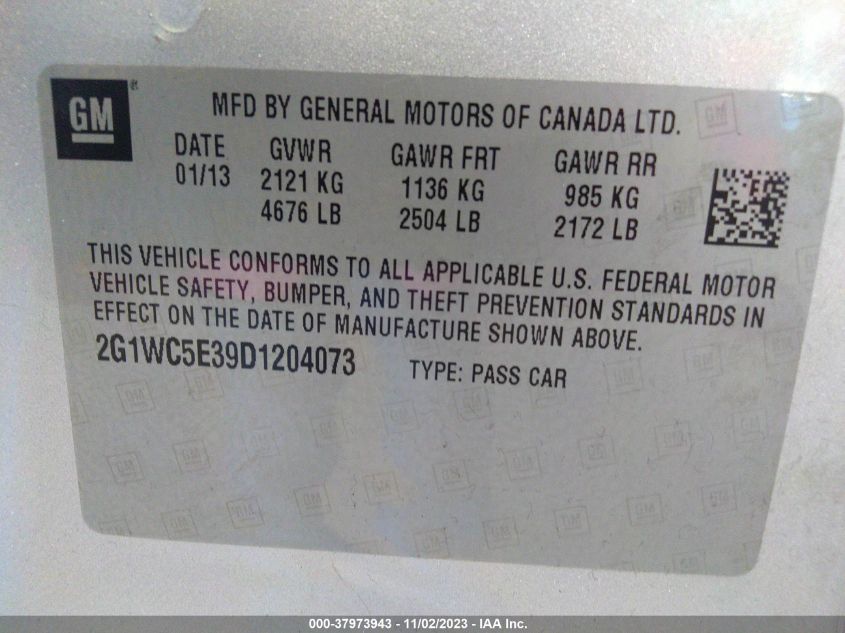 GM
®
MFD BY GENERAL MOTORS OF CANADA LTD.
DATE GVWR GAWR FRT GAWR RR
01/13 2121 KG 1136 KG 985 KG
4676 LB 2504 LB 2172 LB
THIS VEHICLE CONFORMS TO ALL APPLICABLE U.S. FEDERAL MOTOR
VEHICLE SAFETY, BUMPER, AND THEFT PREVENTION STANDARDS IN
EFFECT ON THE DATE OF MANUFACTURE SHOWN ABOVE.
2G1WC5E39D1204073 TYPE: PASS CAR
000-37973943 - 11/02/2023 - IAA Inc.